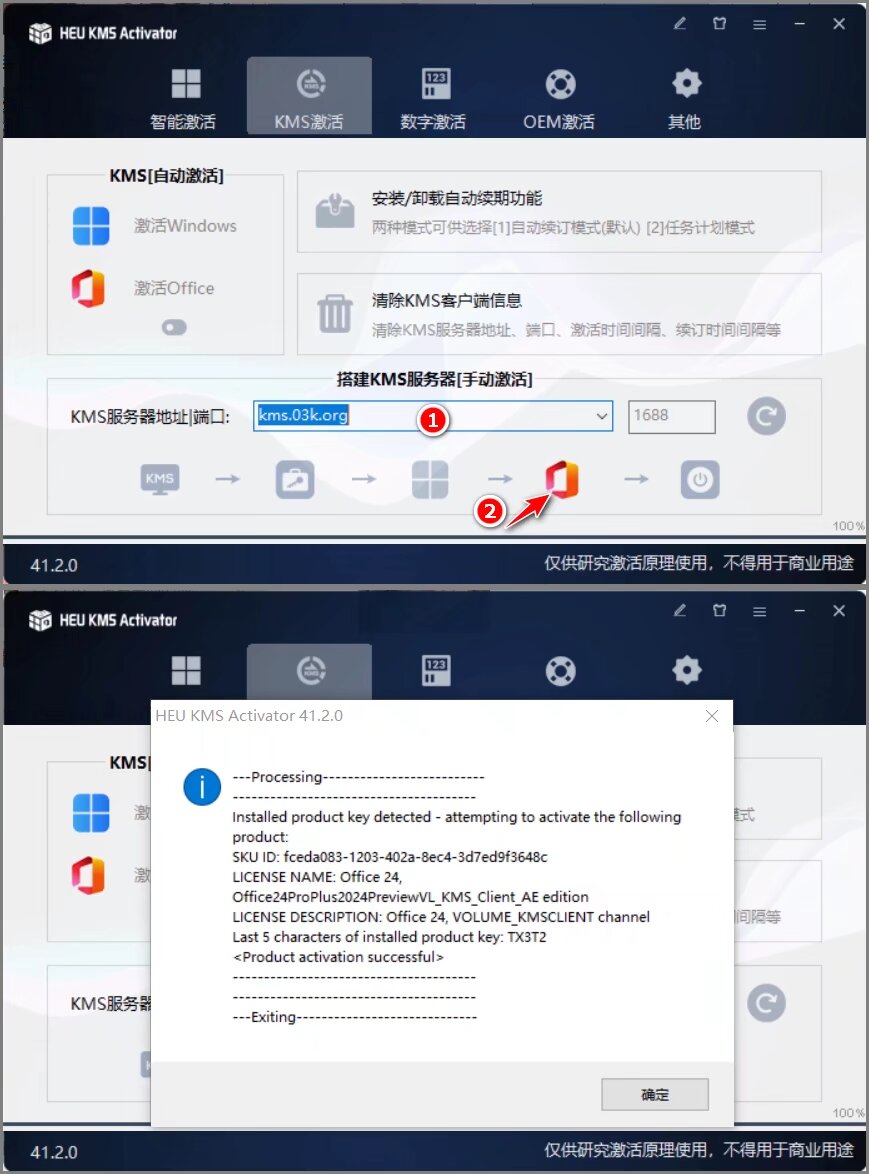 HEU KMS Activator
智能激活
KMS激活
数字激活
OEM激活
其他
KMS[自动激活]
激活Windows
激活Office
安装/卸载自动续期功能
两种模式可供选择[1]自动续订模式(默认) [2]任务计划模式
清除KMS客户端信息
清除KMS服务器地址、端口、激活时间间隔、续订时间间隔等
搭建KMS服务器[手动激活]
KMS服务器地址|端口:
kms.03k.org
1
1688
KMS
2
100%
41.2.0
仅供研究激活原理使用，不得用于商业用途
HEU KMS Activator
HEU KMS Activator 41.2.0
KMS[
激
激
模式
间隔等
KMS服务器
---Processing--------------------------
---------------------------------------
Installed product key detected - attempting to activate the following
product:
SKU ID: fceda083-1203-402a-8ec4-3d7ed9f3648c
LICENSE NAME: Office 24,
Office24ProPlus2024PreviewVL_KMS_Client_AE edition
LICENSE DESCRIPTION: Office 24, VOLUME_KMSCLIENT channel
Last 5 characters of installed product key: TX3T2
<Product activation successful>
---------------------------------------
---------------------------------------
---Exiting-----------------------------
确定
100%
41.2.0
仅供研究激活原理使用，不得用于商业用途